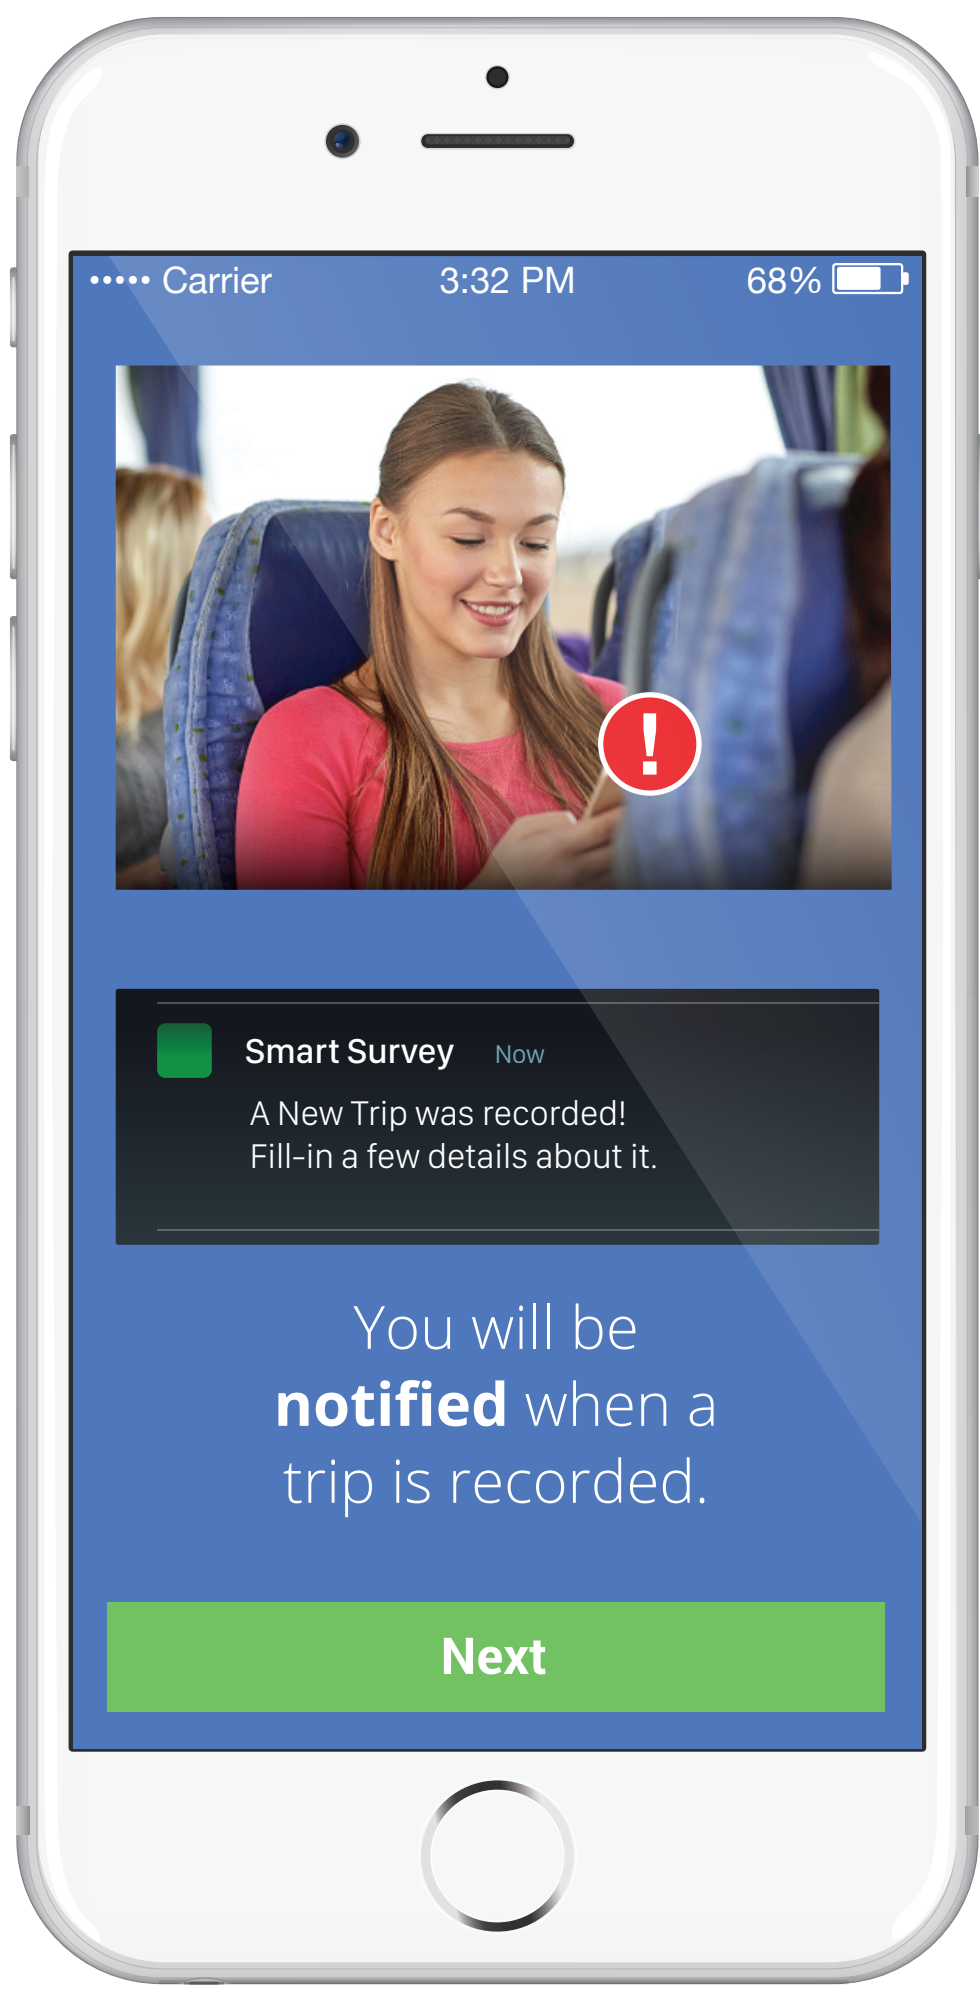 ••••• Carrier 3:32 PM 68%
!
Smart Survey Now
A New Trip was recorded!
Fill-in a few details about it.
You will be
notified when a
trip is recorded.
Next